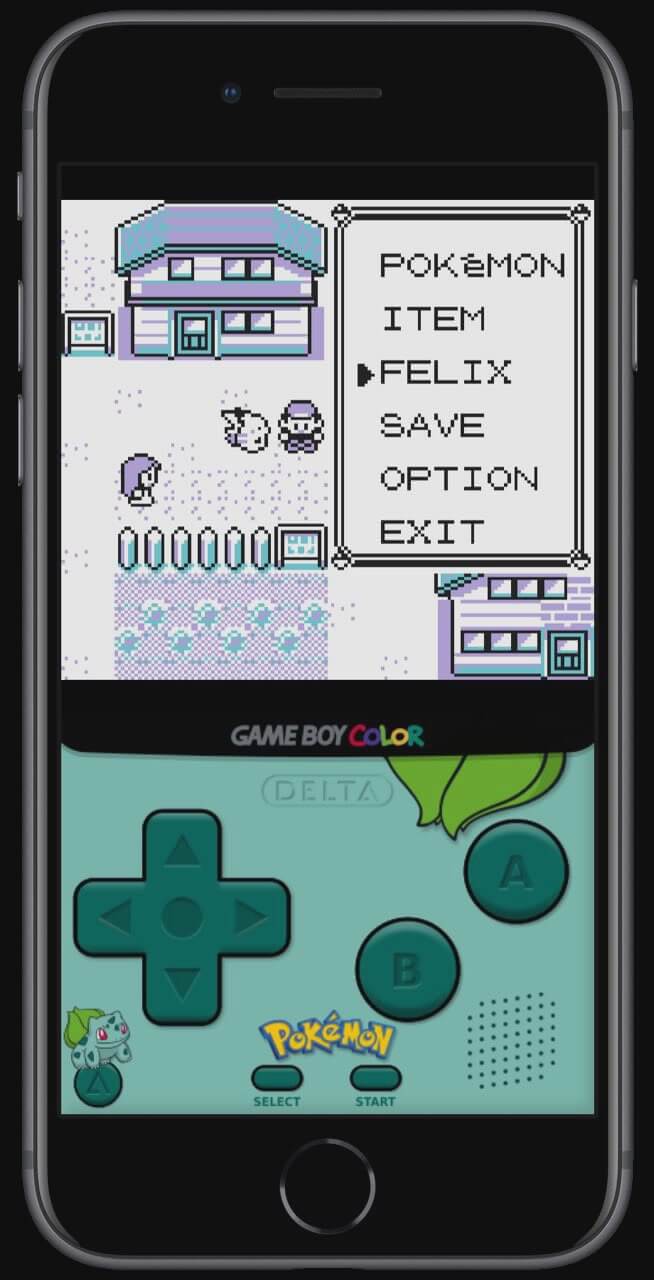 POKéMON
ITEM
FELIX
SAVE
OPTION
EXIT
GAME BOY COLOR
DELTA
A
B
POKéMON
SELECT START